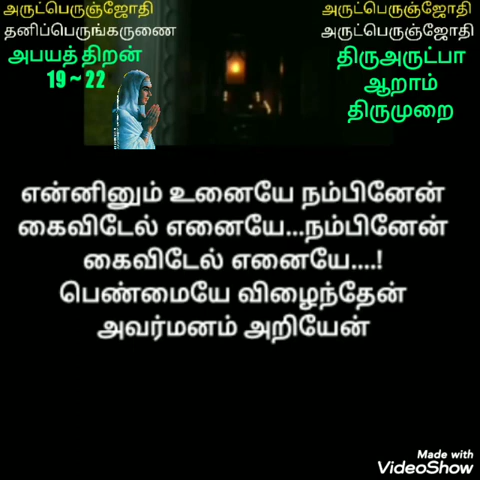 அருட்பெருஞ்ஜோதி
தனிப்பெருங்கருணை
அபயத் திறன்
19 ~ 22
அருட்பெருஞ்ஜோதி
அருட்பெருஞ்ஜோதி
திருஅருட்பா
ஆறாம்
திருமுறை
என்னினும் உனையே நம்பினேன்
கைவிடேல் எனையே...நம்பினேன்
கைவிடேல் எனையே....!
பெண்மையே விழைந்தேன்
அவர்மனம் அறியேன்
Made with
VideoShow